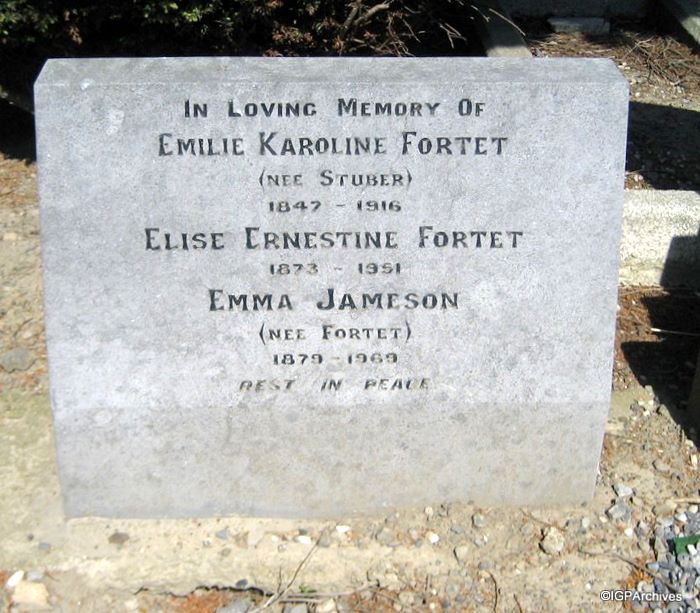 In Loving Memory Of
Emilie Karoline Fortet
(nee Stuber)
1847 - 1916
Elise Ernestine Fortet
1873 - 1951
Emma Jameson
(nee Fortet)
1879 - 1969
REST IN PEACE
©IGPArchives